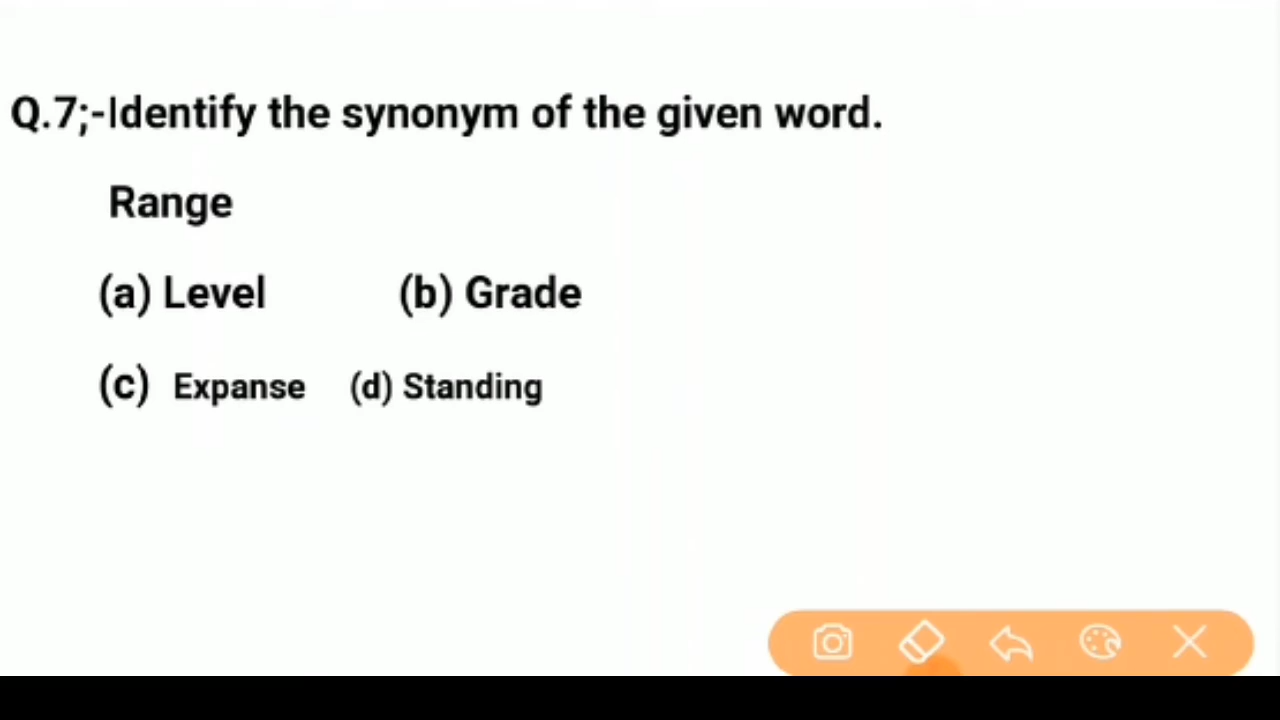 Q.7;-Identify the synonym of the given word.
Range
(a) Level (b) Grade
(c) Expanse (d) Standing